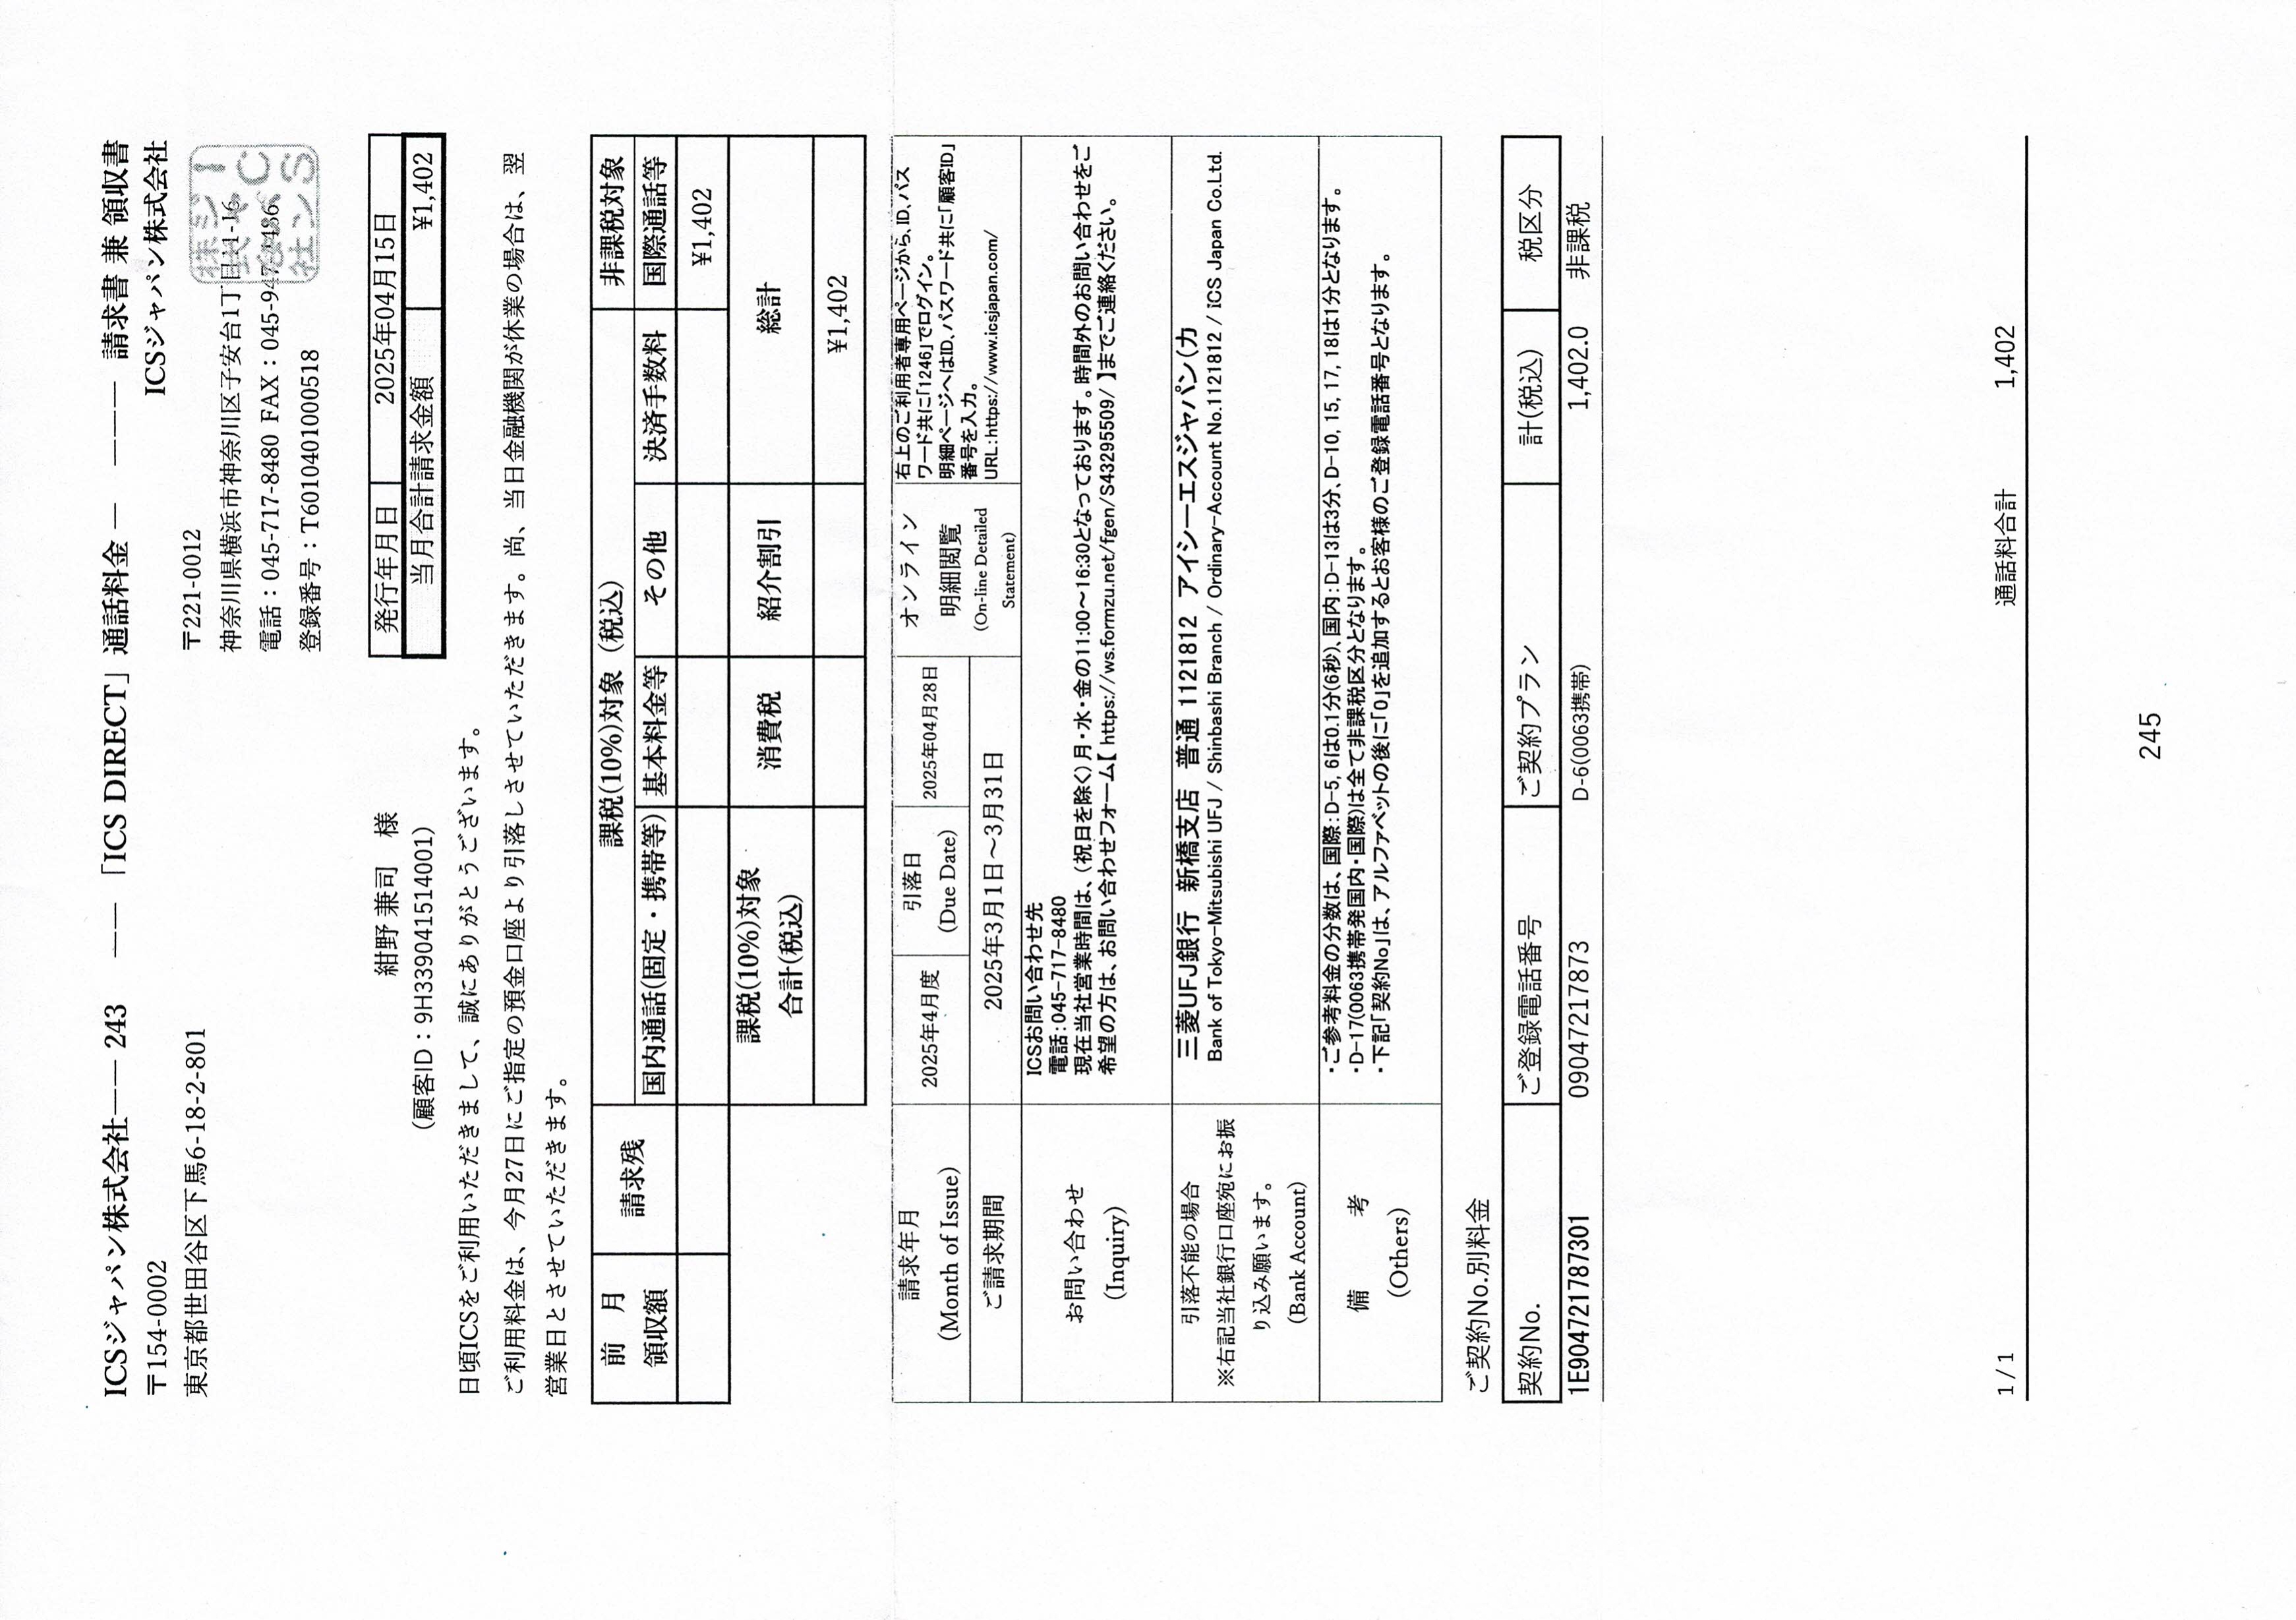 ICSジャパン株式会社── 243 ── 「ICS DIRECT」通話料金 ─ ─── 請求書 兼 領収書
〒154-0002
東京都世田谷区下馬6-18-2-801
ICSジャパン株式会社
〒221-0012
神奈川県横浜市神奈川区子安台1丁目11-16
電話：045-717-8480 FAX：045-947-1486
登録番号：T6010401000518
紺野 兼司 様
(顧客ID：9H33904151​4001)
発行年月日 2025年04月15日
当月合計請求金額 ¥1,402
日頃ICSをご利用いただきまして、誠にありがとうございます。
ご利用料金は、今月27日にご指定の預金口座より引落しさせていただきます。尚、当日金融機関が休業の場合は、翌
営業日とさせていただきます。
前 月
領収額
請求残
課税(10%)対象 (税込)
非課税対象
国内通話(固定・携帯等) 基本料金等 その他 決済手数料 国際通話等
¥1,402
課税(10%)対象
合計(税込)
消費税 紹介割引 総計
¥1,402
請求年月
(Month of Issue)
2025年4月度
引落日
(Due Date)
2025年04月28日
オンライン
明細閲覧
(On-line Detailed
Statement)
右上のご利用者専用ページから、ID、パス
ワード共に「1246」でログイン。
明細ページへはID、パスワード共に「顧客ID」
番号を入力。
URL:https://www.icsjapan.com/
ご請求期間 2025年3月1日～3月31日
お問い合わせ
(Inquiry)
ICSお問い合わせ先
電話:045-717-8480
現在当社営業時間は、(祝日を除く)月・水・金の11:00～16:30となっております。時間外のお問い合わせをご
希望の方は、お問い合わせフォーム【 https://ws.formzu.net/fgen/S43295509/ 】までご連絡ください。
引落不能の場合
※右記当社銀行口座宛にお振
り込み願います。
(Bank Account)
三菱UFJ銀行 新橋支店 普通 1121812 アイシーエスジャパン(カ
Bank of Tokyo-Mitsubishi UFJ / Shinbashi Branch / Ordinary-Account No.1121812 / ICS Japan Co.Ltd.
備 考
(Others)
・ご参考料金の分数は、国際:D-5, 6は0.1分(6秒)、国内:D-13は3分、D-10, 15, 17, 18は1分となります。
・D-17(0063携帯発国内・国際)は全て非課税区分となります。
・下記「契約No」は、アルファベットの後に「0」を追加するとお客様のご登録電話番号となります。
ご契約No.別料金
契約No. ご登録電話番号 ご契約プラン 計(税込) 税区分
1E9047217​87301 09047217873 D-6(0063携帯) 1,402.0 非課税
1 / 1 通話料合計 1,402
245